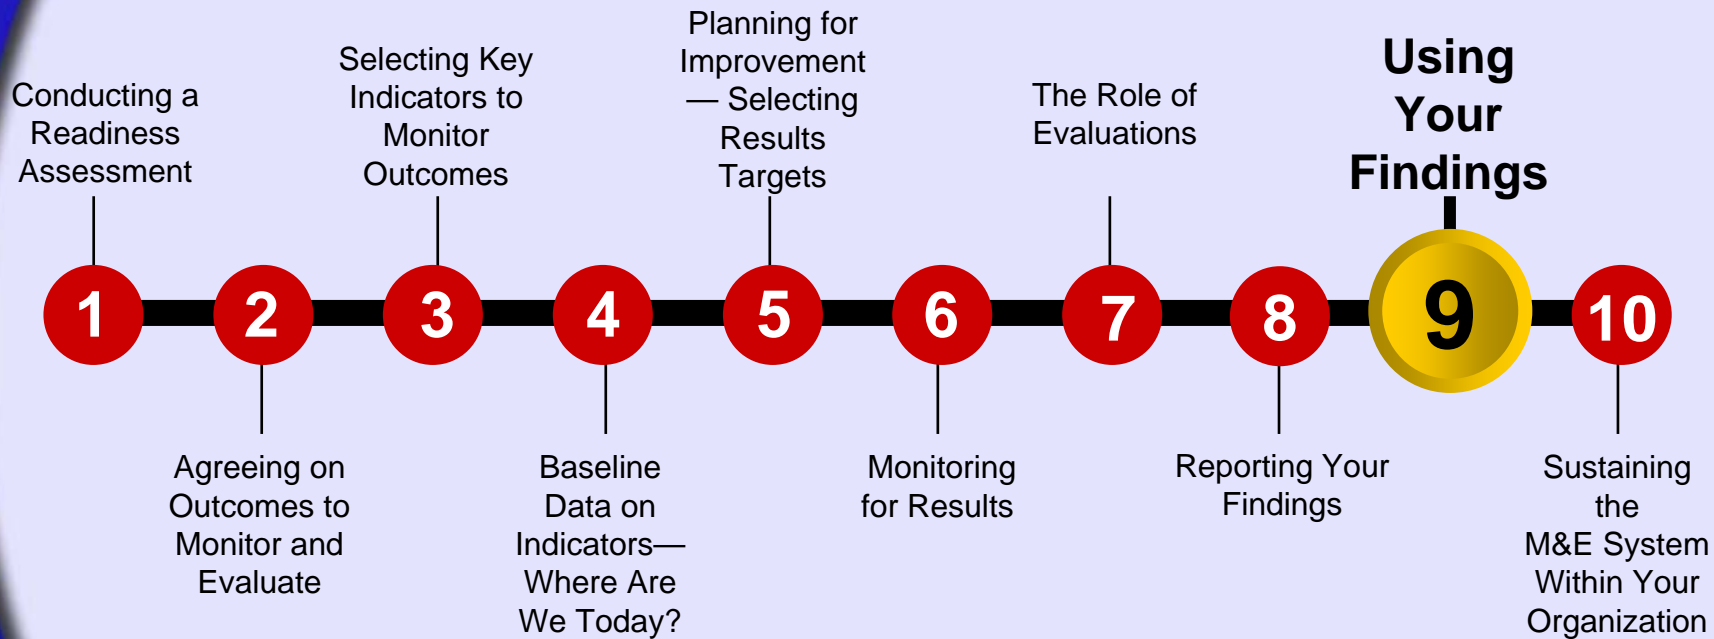 Conducting a
Readiness
Assessment
Selecting Key
Indicators to
Monitor
Outcomes
Planning for
Improvement
— Selecting
Results
Targets
The Role of
Evaluations
Using
Your
Findings
1
2
3
4
5
6
7
8
9
10
Agreeing on
Outcomes to
Monitor and
Evaluate
Baseline
Data on
Indicators—
Where Are
We Today?
Monitoring
for Results
Reporting Your
Findings
Sustaining
the
M&E System
Within Your
Organization